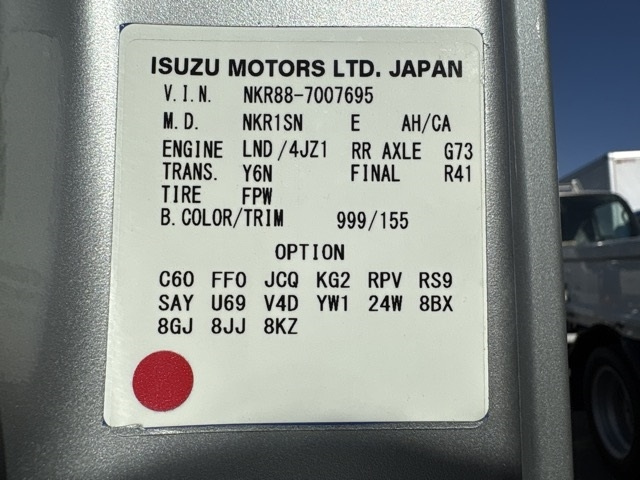 ISUZU MOTORS LTD. JAPAN
V.I.N. NKR88-7007695
M.D. NKR1SN E AH/CA
ENGINE LND/4JZ1 RR AXLE G73
TRANS. Y6N FINAL R41
TIRE FPW
B.COLOR/TRIM 999/155
OPTION
C60 FF0 JCQ KG2 RPV RS9
SAY U69 V4D YW1 24W 8BX
8GJ 8JJ 8KZ